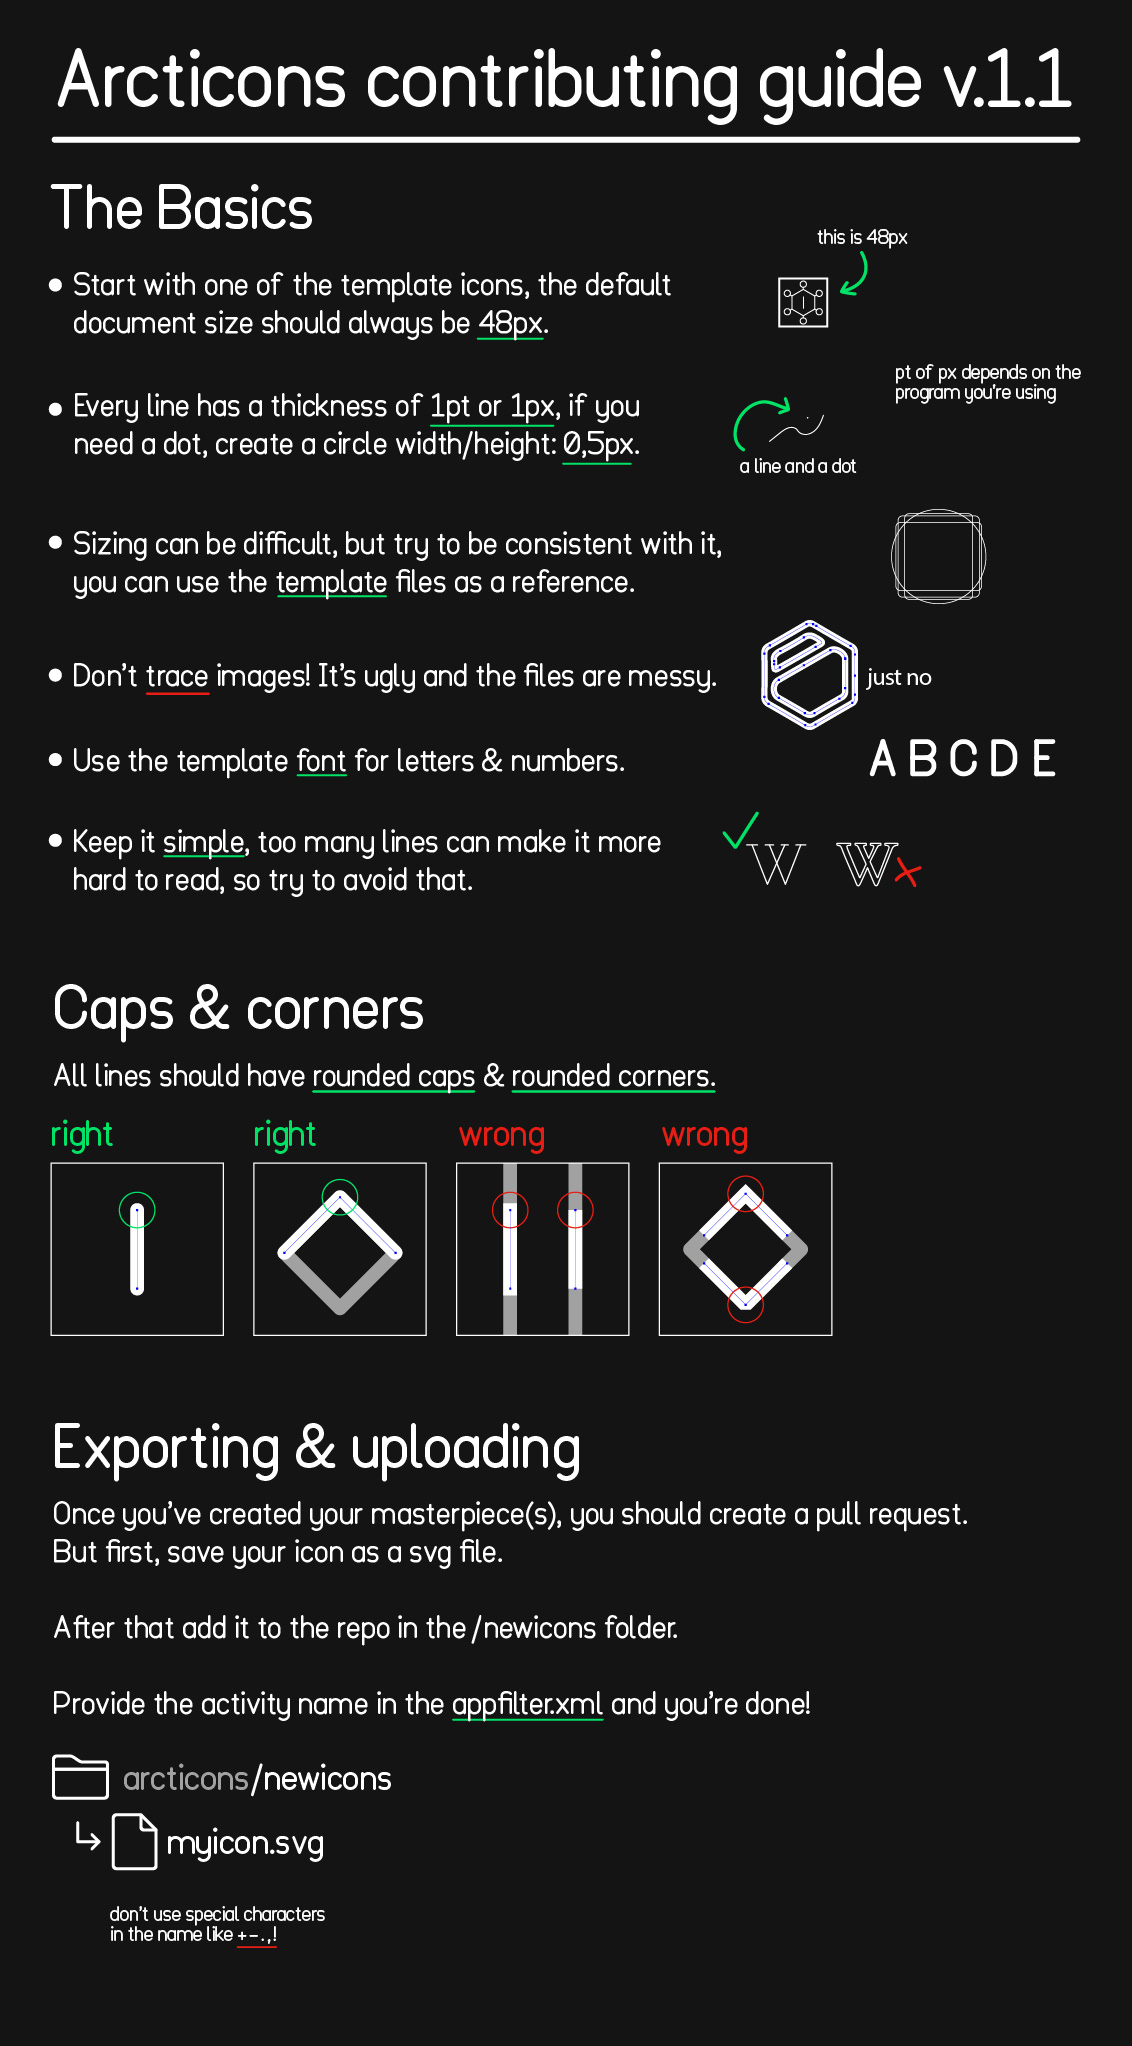 Arcticons contributing guide v.1.1
The Basics
this is 48px
Start with one of the template icons, the default
document size should always be 48px.
pt of px depends on the
program you're using
Every line has a thickness of 1pt or 1px, if you
need a dot, create a circle width/height: 0,5px.
a line and a dot
Sizing can be difficult, but try to be consistent with it,
you can use the template files as a reference.
Don't trace images! It's ugly and the files are messy.
just no
Use the template font for letters & numbers.
A B C D E
Keep it simple, too many lines can make it more
hard to read, so try to avoid that.
W W
Caps & corners
All lines should have rounded caps & rounded corners.
right right wrong wrong
Exporting & uploading
Once you've created your masterpiece(s), you should create a pull request.
But first, save your icon as a svg file.
After that add it to the repo in the /newicons folder.
Provide the activity name in the appfilter.xml and you're done!
arcticons/newicons
myicon.svg
don't use special characters
in the name like +-.,!